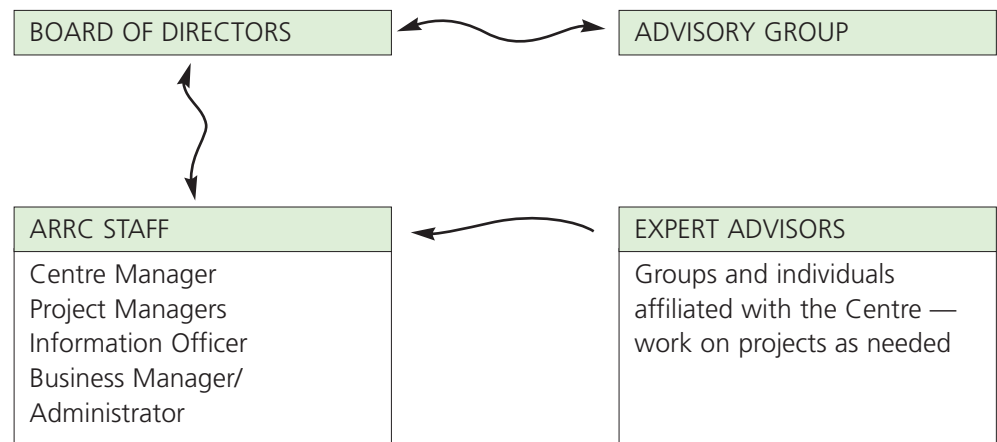 BOARD OF DIRECTORS
ADVISORY GROUP
ARRC STAFF
Centre Manager
Project Managers
Information Officer
Business Manager/
Administrator
EXPERT ADVISORS
Groups and individuals
affiliated with the Centre —
work on projects as needed